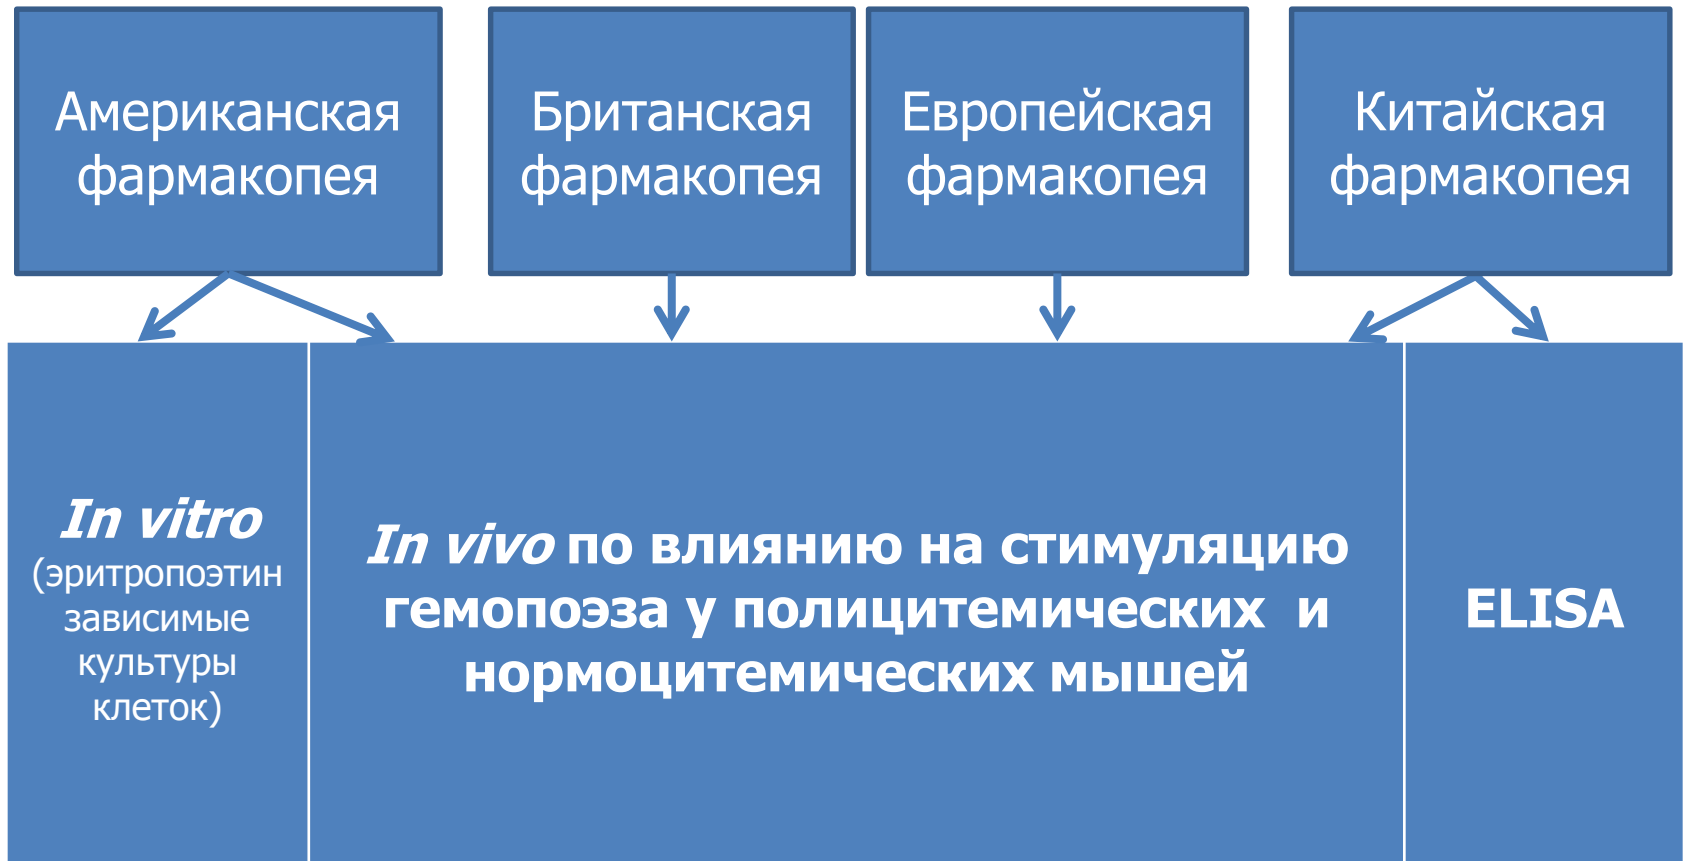 Американская
фармакопея
Британская
фармакопея
Европейская
фармакопея
Китайская
фармакопея
In vitro
(эритропоэтин
зависимые
культуры
клеток)
In vivo по влиянию на стимуляцию
гемопоэза у полицитемических и
нормоцитемических мышей
ELISA